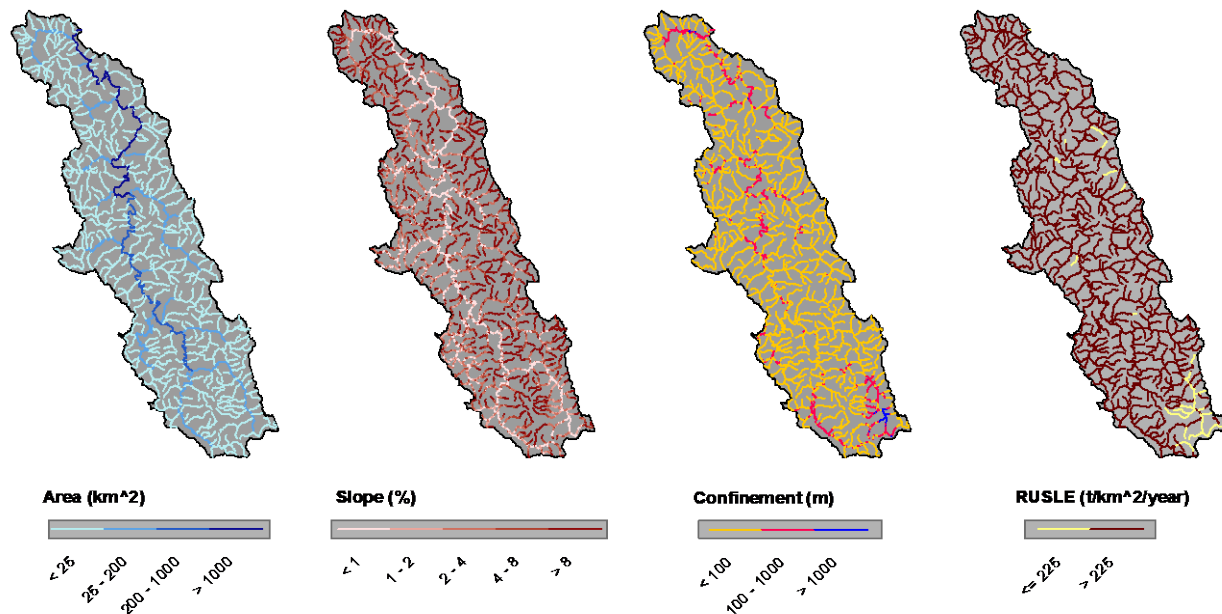 Area (km^2)
< 25
25 - 200
200 - 1000
> 1000
Slope (%)
< 1
1 - 2
2 - 4
4 - 8
> 8
Confinement (m)
< 100
100 - 1000
> 1000
RUSLE (t/km^2/year)
<= 225
> 225